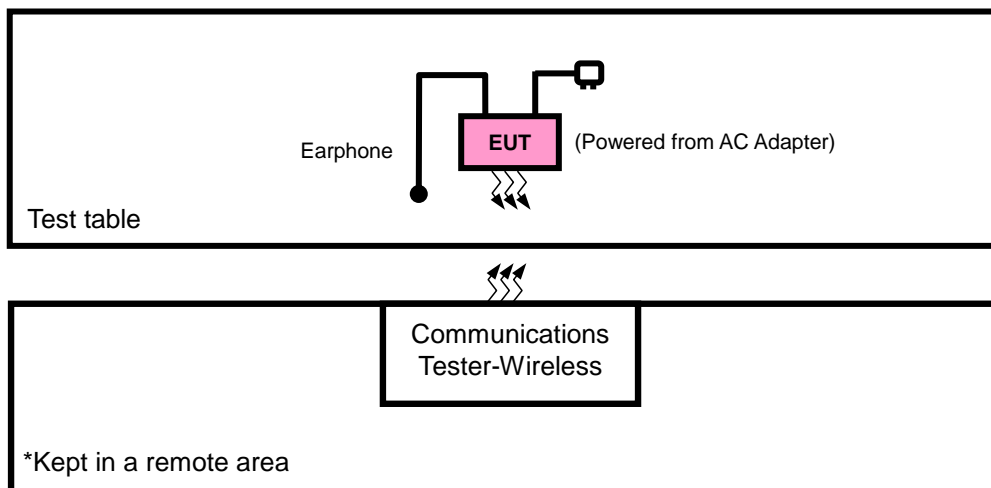 Earphone
EUT
(Powered from AC Adapter)
Test table
Communications
Tester-Wireless
*Kept in a remote area